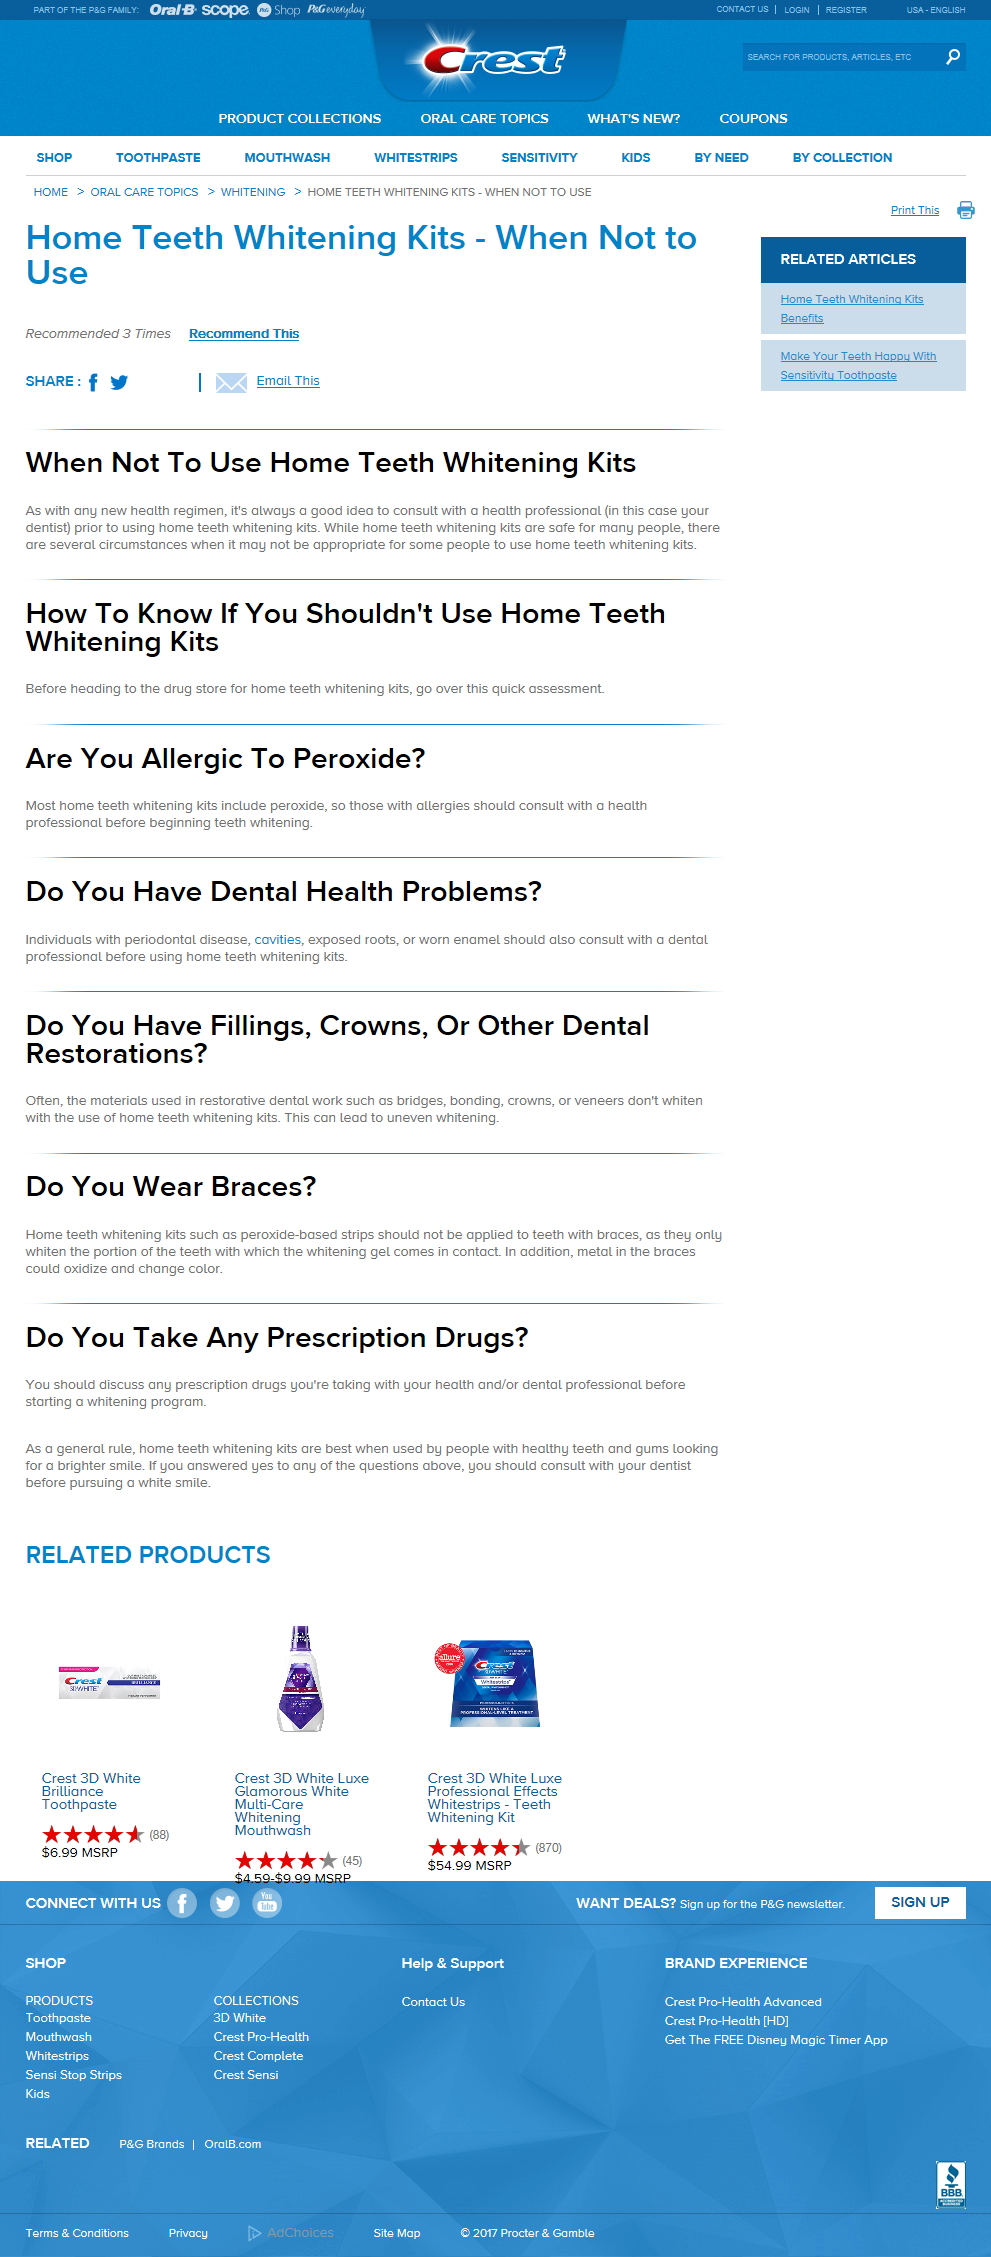 PART OF THE P&G FAMILY: Oral-B scope P&G Shop P&G everyday CONTACT US | LOGIN | REGISTER USA - ENGLISH
Crest
SEARCH FOR PRODUCTS, ARTICLES, ETC
PRODUCT COLLECTIONS ORAL CARE TOPICS WHAT'S NEW? COUPONS
SHOP TOOTHPASTE MOUTHWASH WHITESTRIPS SENSITIVITY KIDS BY NEED BY COLLECTION
HOME > ORAL CARE TOPICS > WHITENING > HOME TEETH WHITENING KITS - WHEN NOT TO USE
Print This
Home Teeth Whitening Kits - When Not to
Use
Recommended 3 Times Recommend This
SHARE : | Email This
RELATED ARTICLES
Home Teeth Whitening Kits
Benefits
Make Your Teeth Happy With
Sensitivity Toothpaste
When Not To Use Home Teeth Whitening Kits
As with any new health regimen, it's always a good idea to consult with a health professional (in this case your
dentist) prior to using home teeth whitening kits. While home teeth whitening kits are safe for many people, there
are several circumstances when it may not be appropriate for some people to use home teeth whitening kits.
How To Know If You Shouldn't Use Home Teeth
Whitening Kits
Before heading to the drug store for home teeth whitening kits, go over this quick assessment.
Are You Allergic To Peroxide?
Most home teeth whitening kits include peroxide, so those with allergies should consult with a health
professional before beginning teeth whitening.
Do You Have Dental Health Problems?
Individuals with periodontal disease, cavities, exposed roots, or worn enamel should also consult with a dental
professional before using home teeth whitening kits.
Do You Have Fillings, Crowns, Or Other Dental
Restorations?
Often, the materials used in restorative dental work such as bridges, bonding, crowns, or veneers don't whiten
with the use of home teeth whitening kits. This can lead to uneven whitening.
Do You Wear Braces?
Home teeth whitening kits such as peroxide-based strips should not be applied to teeth with braces, as they only
whiten the portion of the teeth with which the whitening gel comes in contact. In addition, metal in the braces
could oxidize and change color.
Do You Take Any Prescription Drugs?
You should discuss any prescription drugs you're taking with your health and/or dental professional before
starting a whitening program.
As a general rule, home teeth whitening kits are best when used by people with healthy teeth and gums looking
for a brighter smile. If you answered yes to any of the questions above, you should consult with your dentist
before pursuing a white smile.
RELATED PRODUCTS
Crest
3D WHITE
BRILLIANCE
allure
Crest
3D WHITE
Whitestrips
PROFESSIONAL-LEVEL TREATMENT
Crest 3D White
Brilliance
Toothpaste
(88)
$6.99 MSRP
Crest 3D White Luxe
Glamorous White
Multi-Care
Whitening
Mouthwash
(45)
$4.59-$9.99 MSRP
Crest 3D White Luxe
Professional Effects
Whitestrips - Teeth
Whitening Kit
(870)
$54.99 MSRP
CONNECT WITH US You Tube WANT DEALS? Sign up for the P&G newsletter. SIGN UP
SHOP
PRODUCTS
Toothpaste
Mouthwash
Whitestrips
Sensi Stop Strips
Kids
COLLECTIONS
3D White
Crest Pro-Health
Crest Complete
Crest Sensi
Help & Support
Contact Us
BRAND EXPERIENCE
Crest Pro-Health Advanced
Crest Pro-Health [HD]
Get The FREE Disney Magic Timer App
RELATED P&G Brands | OralB.com
BBB
ACCREDITED
BUSINESS
Terms & Conditions Privacy AdChoices Site Map © 2017 Procter & Gamble